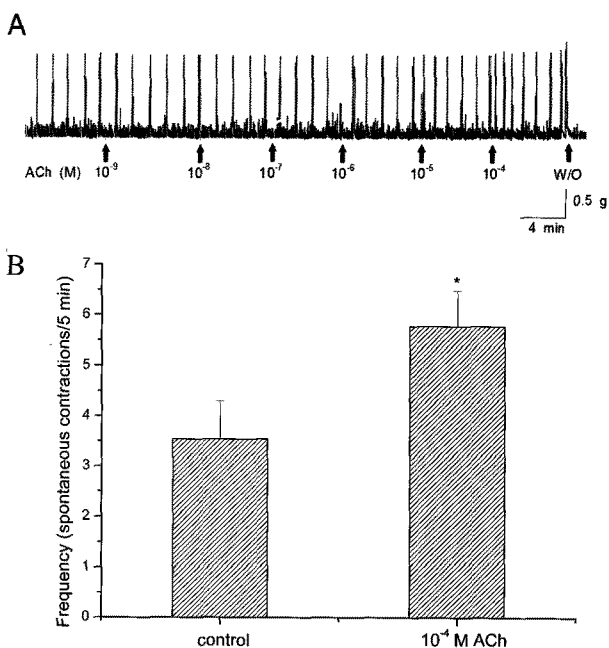 A
ACh (M) 10⁻⁹ 10⁻⁸ 10⁻⁷ 10⁻⁶ 10⁻⁵ 10⁻⁴ W/O
0.5 g
4 min
B
Frequency (spontaneous contractions/5 min)
7
6
5
4
3
2
1
0
*
control 10⁻⁴ M ACh